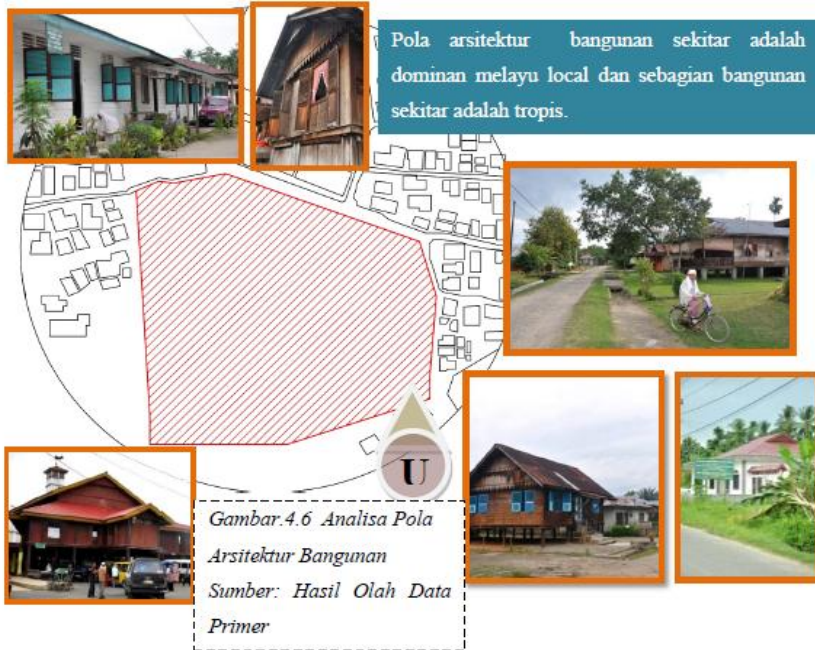 Pola arsitektur bangunan sekitar adalah
dominan melayu local dan sebagian bangunan
sekitar adalah tropis.
U
Gambar.4.6 Analisa Pola
Arsitektur Bangunan
Sumber: Hasil Olah Data
Primer